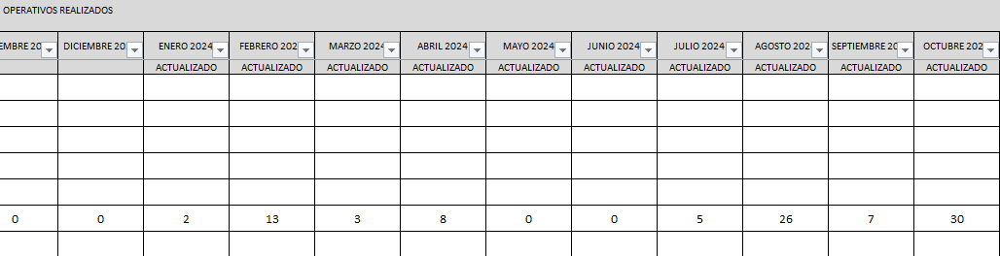 OPERATIVOS REALIZADOS
EMBRE 20 DICIEMBRE 20 ENERO 2024 FEBRERO 202 MARZO 2024 ABRIL 2024 MAYO 2024 JUNIO 2024 JULIO 2024 AGOSTO 202 SEPTIEMBRE 20 OCTUBRE 202
ACTUALIZADO ACTUALIZADO ACTUALIZADO ACTUALIZADO ACTUALIZADO ACTUALIZADO ACTUALIZADO ACTUALIZADO ACTUALIZADO ACTUALIZADO
0 0 2 13 3 8 0 0 5 26 7 30